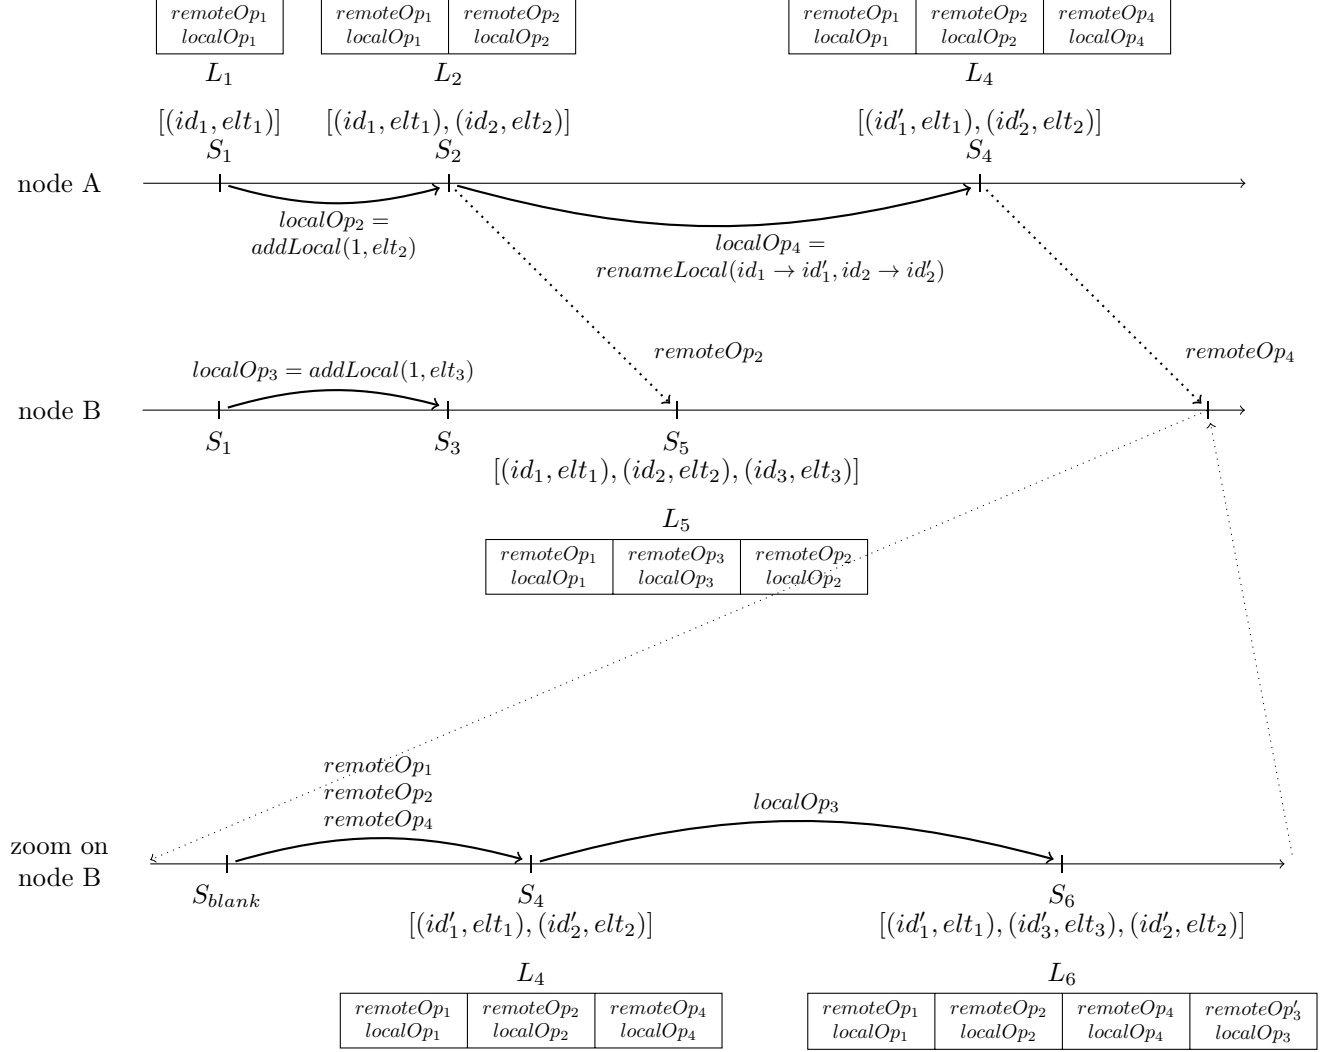 remoteOp₁ remoteOp₁ remoteOp₂ remoteOp₁ remoteOp₂ remoteOp₄
localOp₁ localOp₁ localOp₂ localOp₁ localOp₂ localOp₄
L₁ L₂ L₄
[(id₁, elt₁)] [(id₁, elt₁), (id₂, elt₂)] [(id′₁, elt₁), (id′₂, elt₂)]
S₁ S₂ S₄
node A
localOp₂ =
addLocal(1, elt₂)
localOp₄ =
renameLocal(id₁ → id′₁, id₂ → id′₂)
remoteOp₂ remoteOp₄
localOp₃ = addLocal(1, elt₃)
node B
S₁ S₃ S₅
[(id₁, elt₁), (id₂, elt₂), (id₃, elt₃)]
L₅
remoteOp₁ remoteOp₃ remoteOp₂
localOp₁ localOp₃ localOp₂
remoteOp₁
remoteOp₂
remoteOp₄
localOp₃
zoom on
node B
S_blank S₄ S₆
[(id′₁, elt₁), (id′₂, elt₂)] [(id′₁, elt₁), (id′₃, elt₃), (id′₂, elt₂)]
L₄ L₆
remoteOp₁ remoteOp₂ remoteOp₄ remoteOp₁ remoteOp₂ remoteOp₄ remoteOp′₃
localOp₁ localOp₂ localOp₄ localOp₁ localOp₂ localOp₄ localOp₃